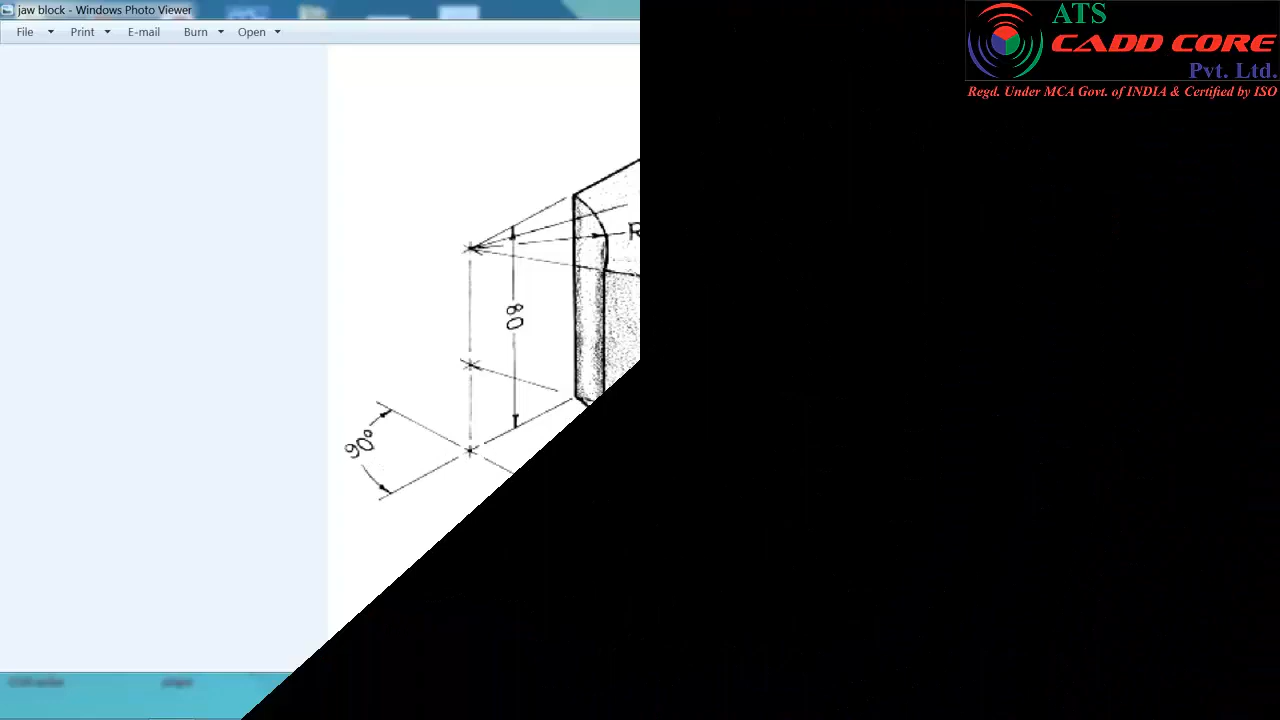 jaw block - Windows Photo Viewer
File Print E-mail Burn Open
ATS
CADD CORE
Pvt. Ltd.
Regd. Under MCA Govt. of INDIA & Certified by ISO
R
80
90°